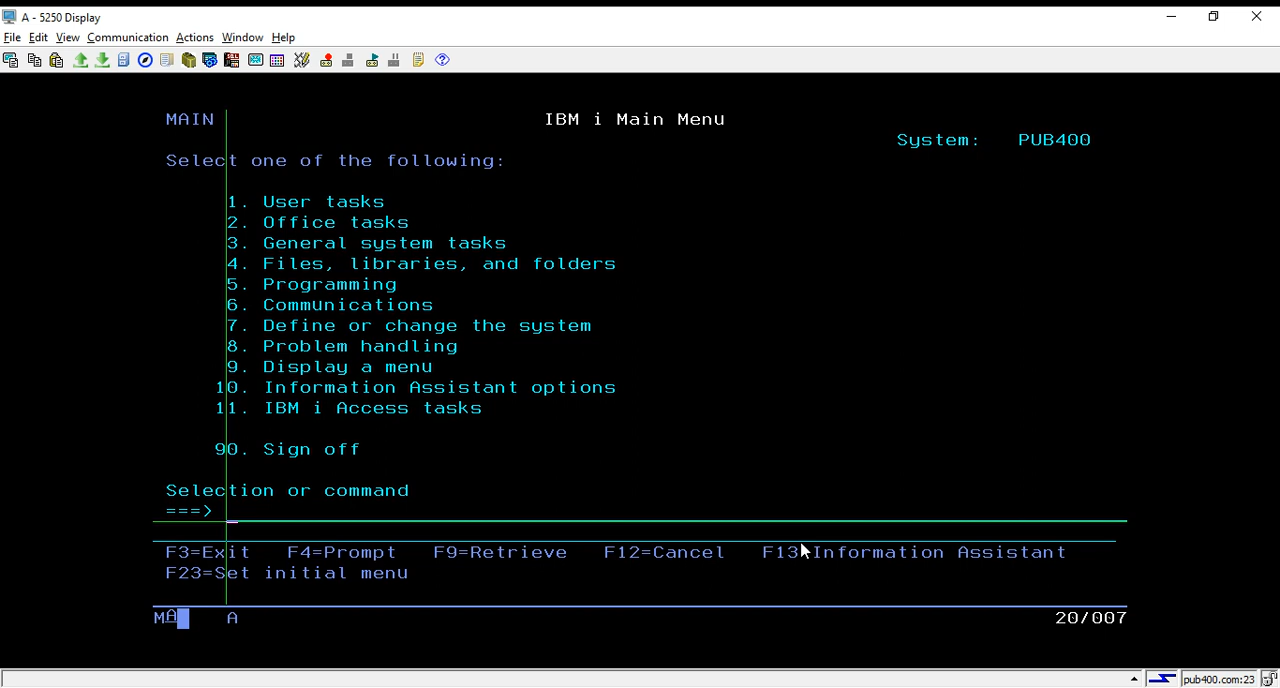 A - 5250 Display
File Edit View Communication Actions Window Help
MAIN IBM i Main Menu
System: PUB400
Select one of the following:
1. User tasks
2. Office tasks
3. General system tasks
4. Files, libraries, and folders
5. Programming
6. Communications
7. Define or change the system
8. Problem handling
9. Display a menu
10. Information Assistant options
11. IBM i Access tasks
90. Sign off
Selection or command
===>
F3=Exit F4=Prompt F9=Retrieve F12=Cancel F13=Information Assistant
F23=Set initial menu
MA A 20/007
pub400.com:23